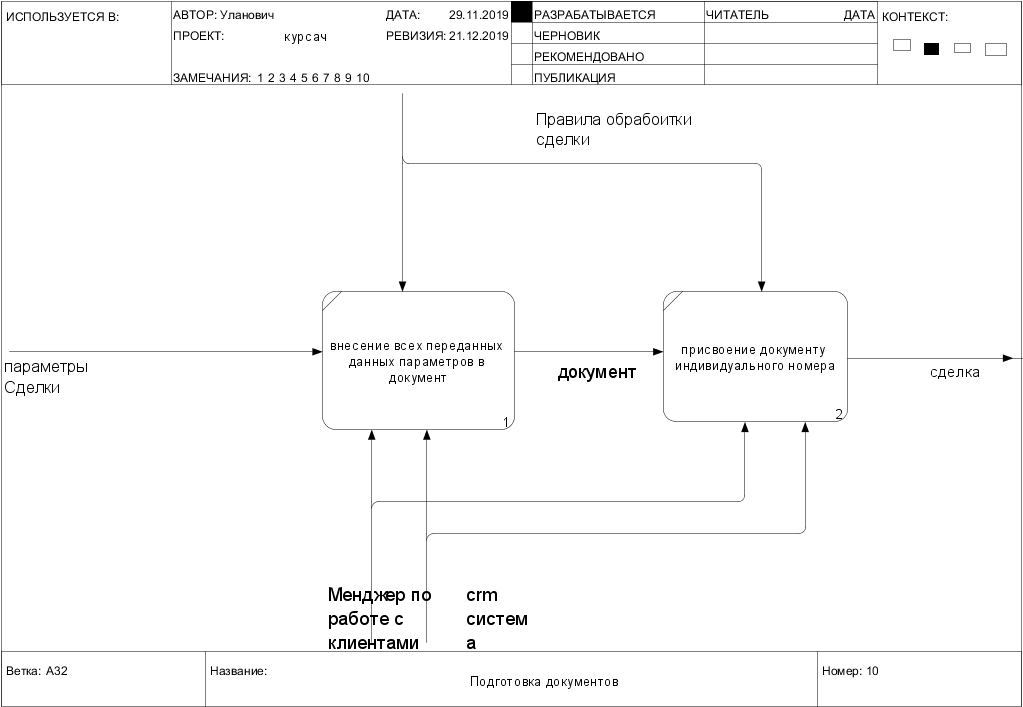 ИСПОЛЬЗУЕТСЯ В:
АВТОР: Уланович
ДАТА: 29.11.2019
ПРОЕКТ: курсач
РЕВИЗИЯ: 21.12.2019
ЗАМЕЧАНИЯ: 1 2 3 4 5 6 7 8 9 10
РАЗРАБАТЫВАЕТСЯ
ЧЕРНОВИК
РЕКОМЕНДОВАНО
ПУБЛИКАЦИЯ
ЧИТАТЕЛЬ ДАТА
КОНТЕКСТ:
Правила обрабоитки
сделки
параметры
Сделки
внесение всех переданных
данных параметров в
документ
1
документ
присвоение документу
индивидуального номера
2
сделка
Менджер по
работе с
клиентами
crm
систем
а
Ветка: А32
Название:
Подготовка документов
Номер: 10